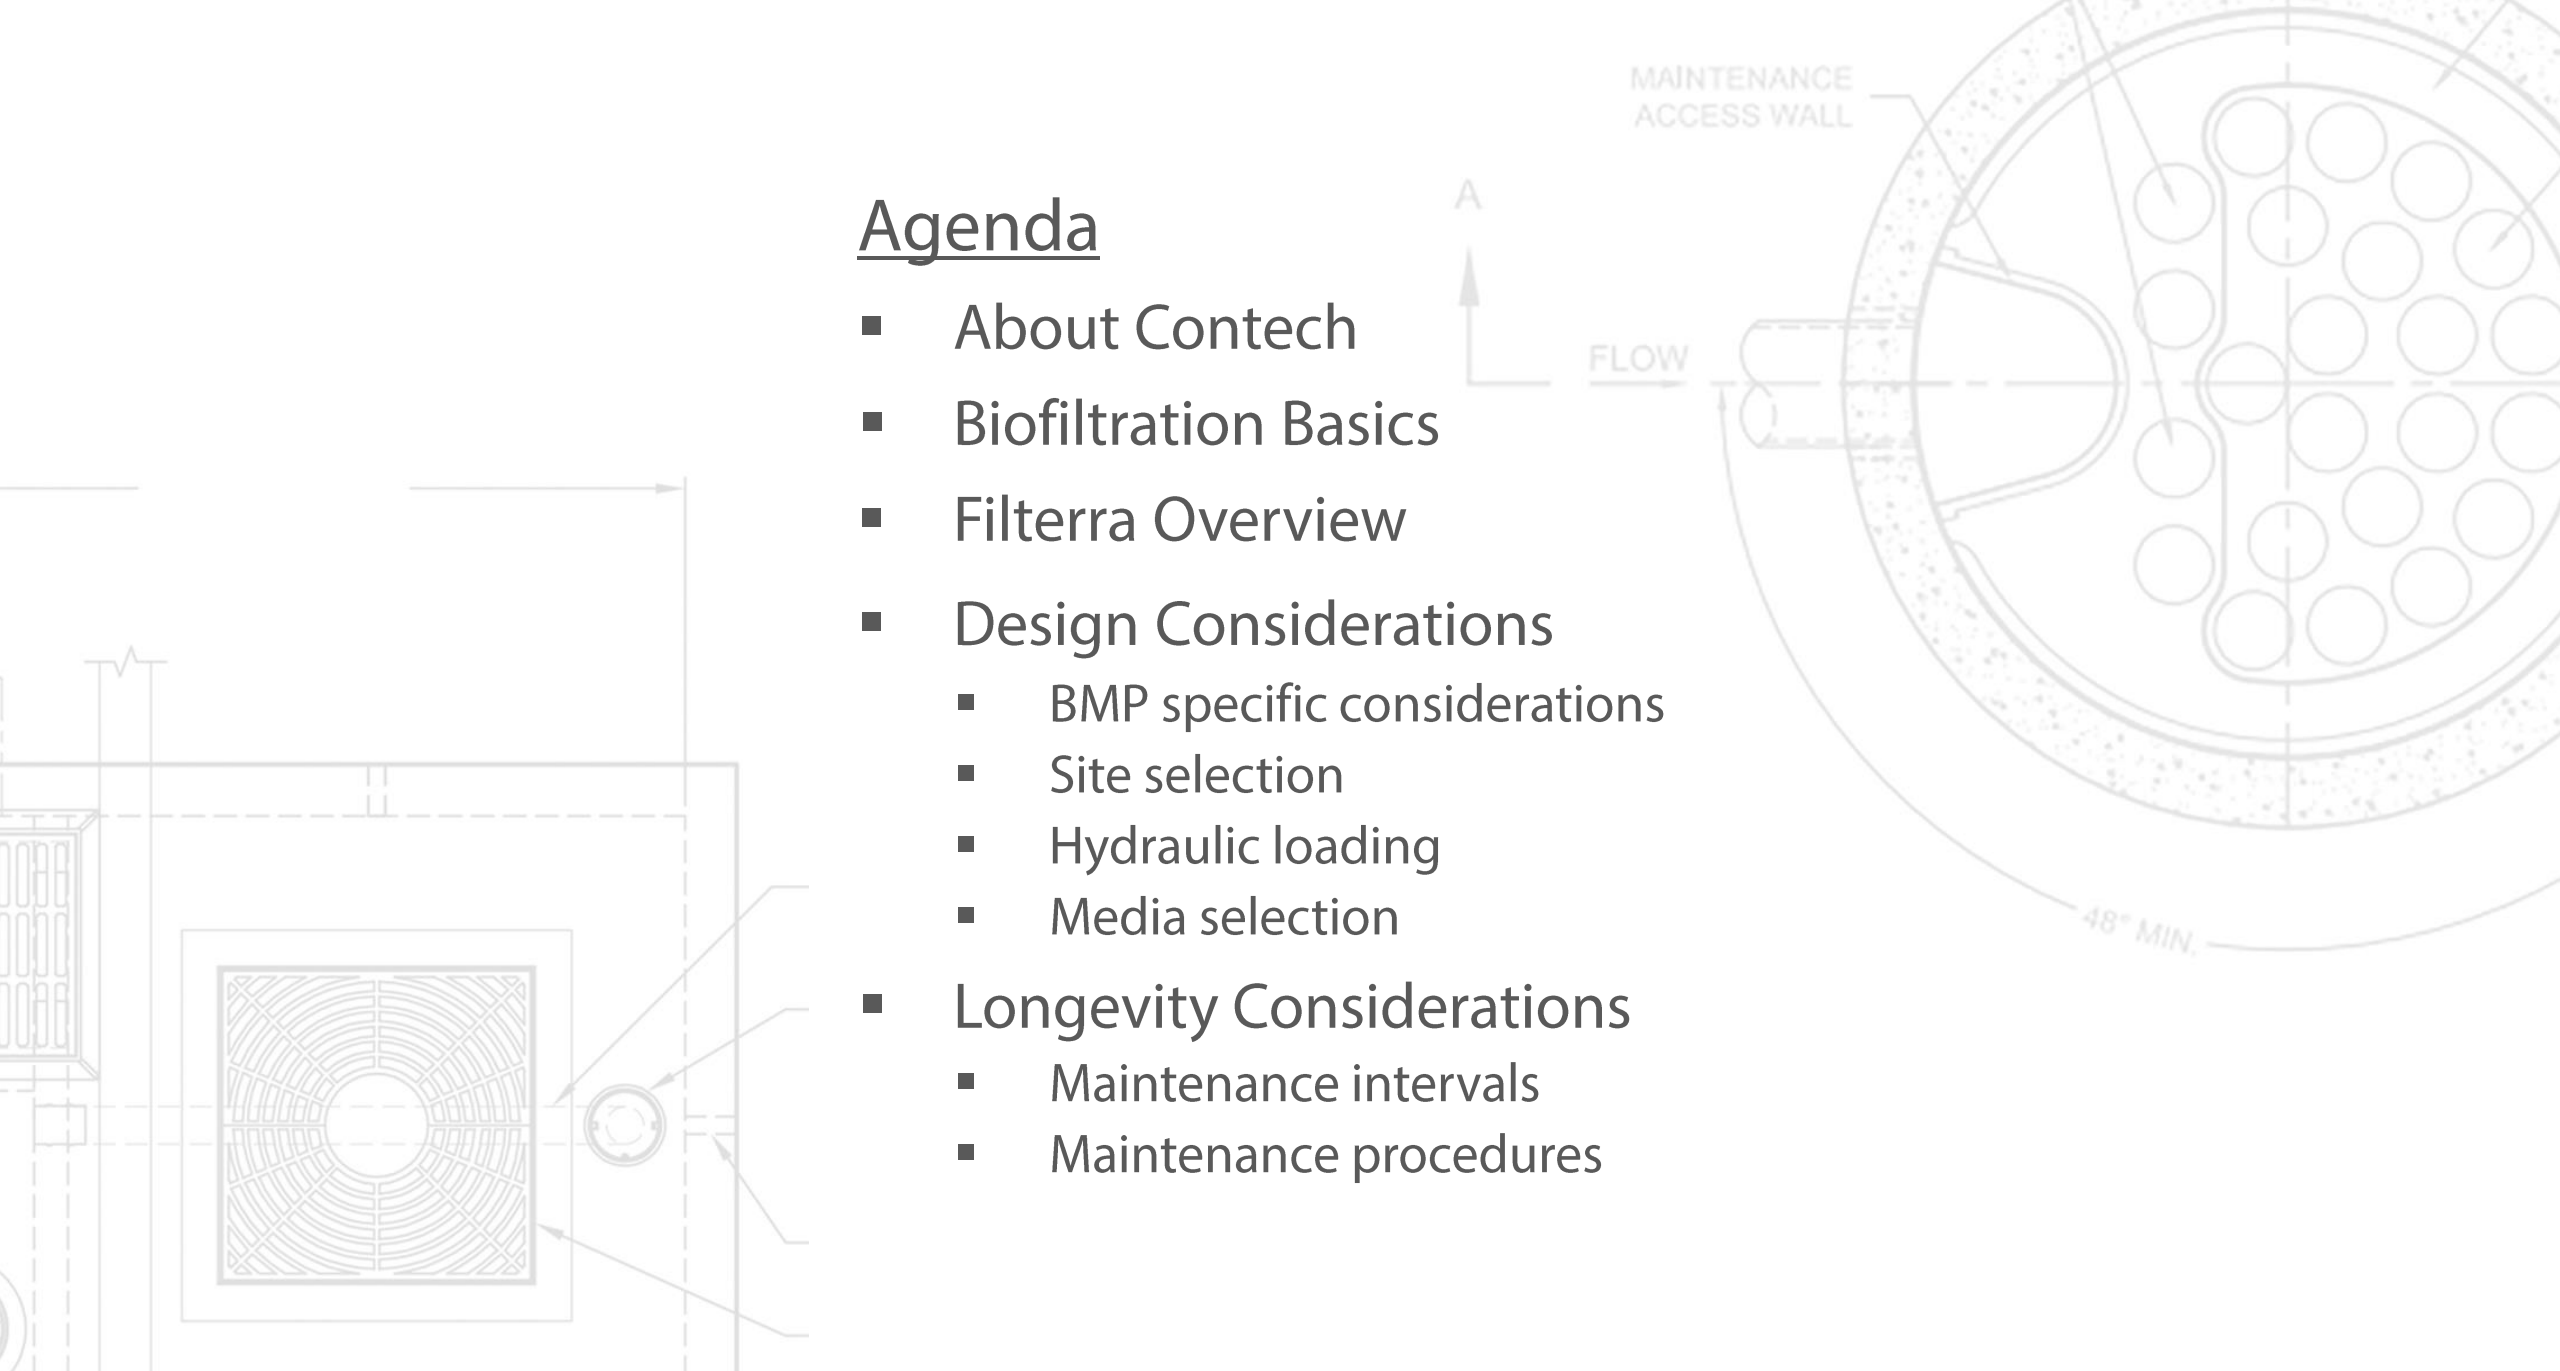 MAINTENANCE
ACCESS WALL
A
FLOW
Agenda
▪ About Contech
▪ Biofiltration Basics
▪ Filterra Overview
▪ Design Considerations
▪ BMP specific considerations
▪ Site selection
▪ Hydraulic loading
▪ Media selection
▪ Longevity Considerations
▪ Maintenance intervals
▪ Maintenance procedures
48° MIN.